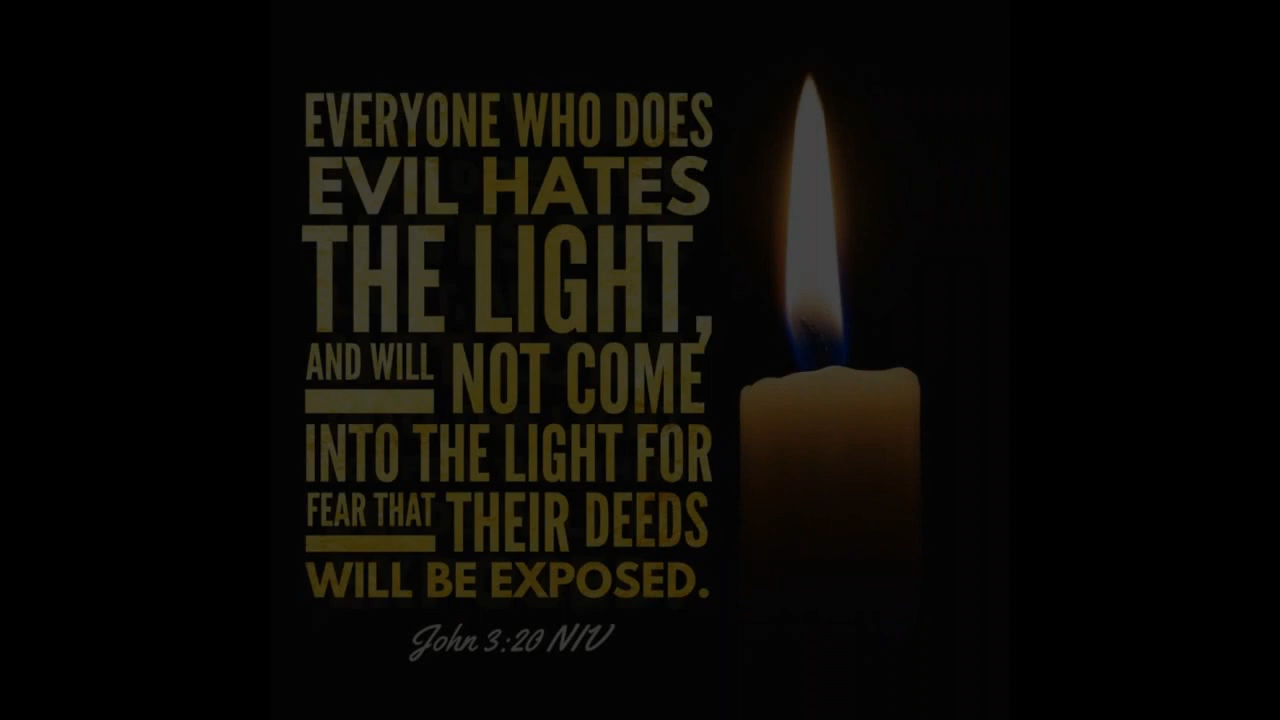 EVERYONE WHO DOES
EVIL HATES
THE LIGHT,
AND WILL NOT COME
INTO THE LIGHT FOR
FEAR THAT THEIR DEEDS
WILL BE EXPOSED.
John 3:20 NIV